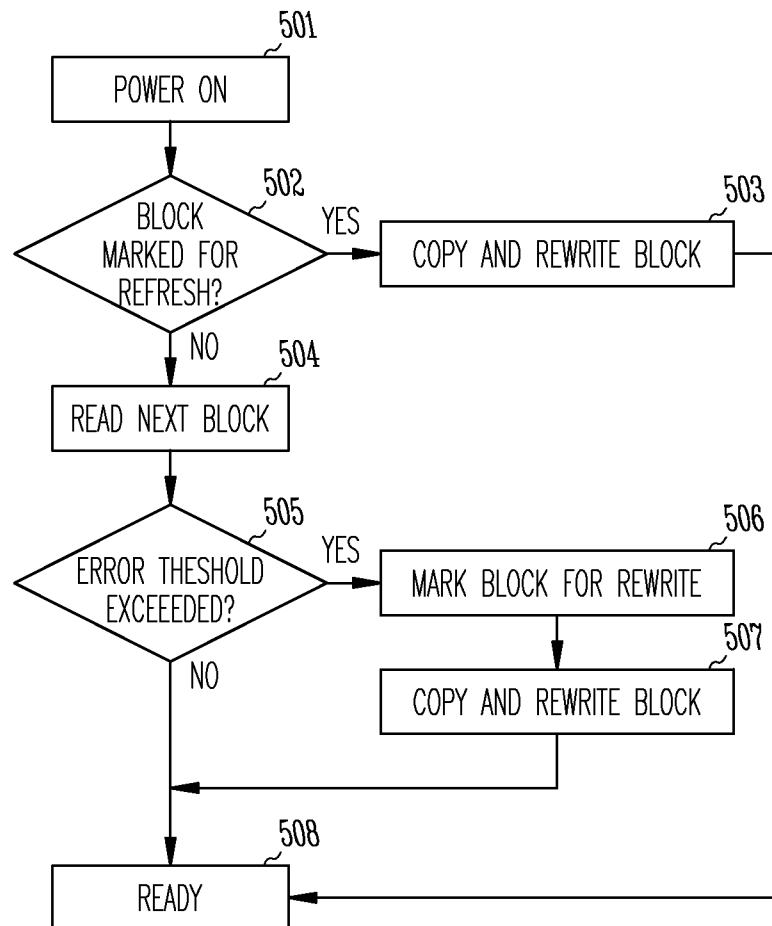 501
POWER ON
502
BLOCK
MARKED FOR
REFRESH?
YES
503
COPY AND REWRITE BLOCK
NO
504
READ NEXT BLOCK
505
ERROR THESHOLD
EXCEEEDED?
YES
506
MARK BLOCK FOR REWRITE
507
COPY AND REWRITE BLOCK
NO
508
READY